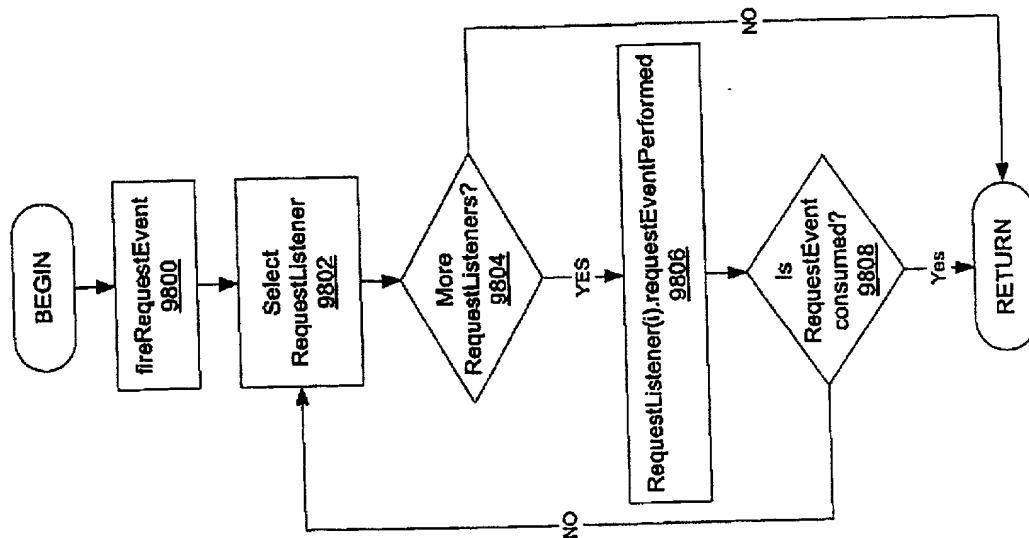 BEGIN
fireRequestEvent
9800
Select
RequestListener
9802
More
RequestListeners?
9804
NO
YES
RequestListener(i).requestEventPerformed
9806
Is
RequestEvent
consumed?
9808
NO
Yes
RETURN